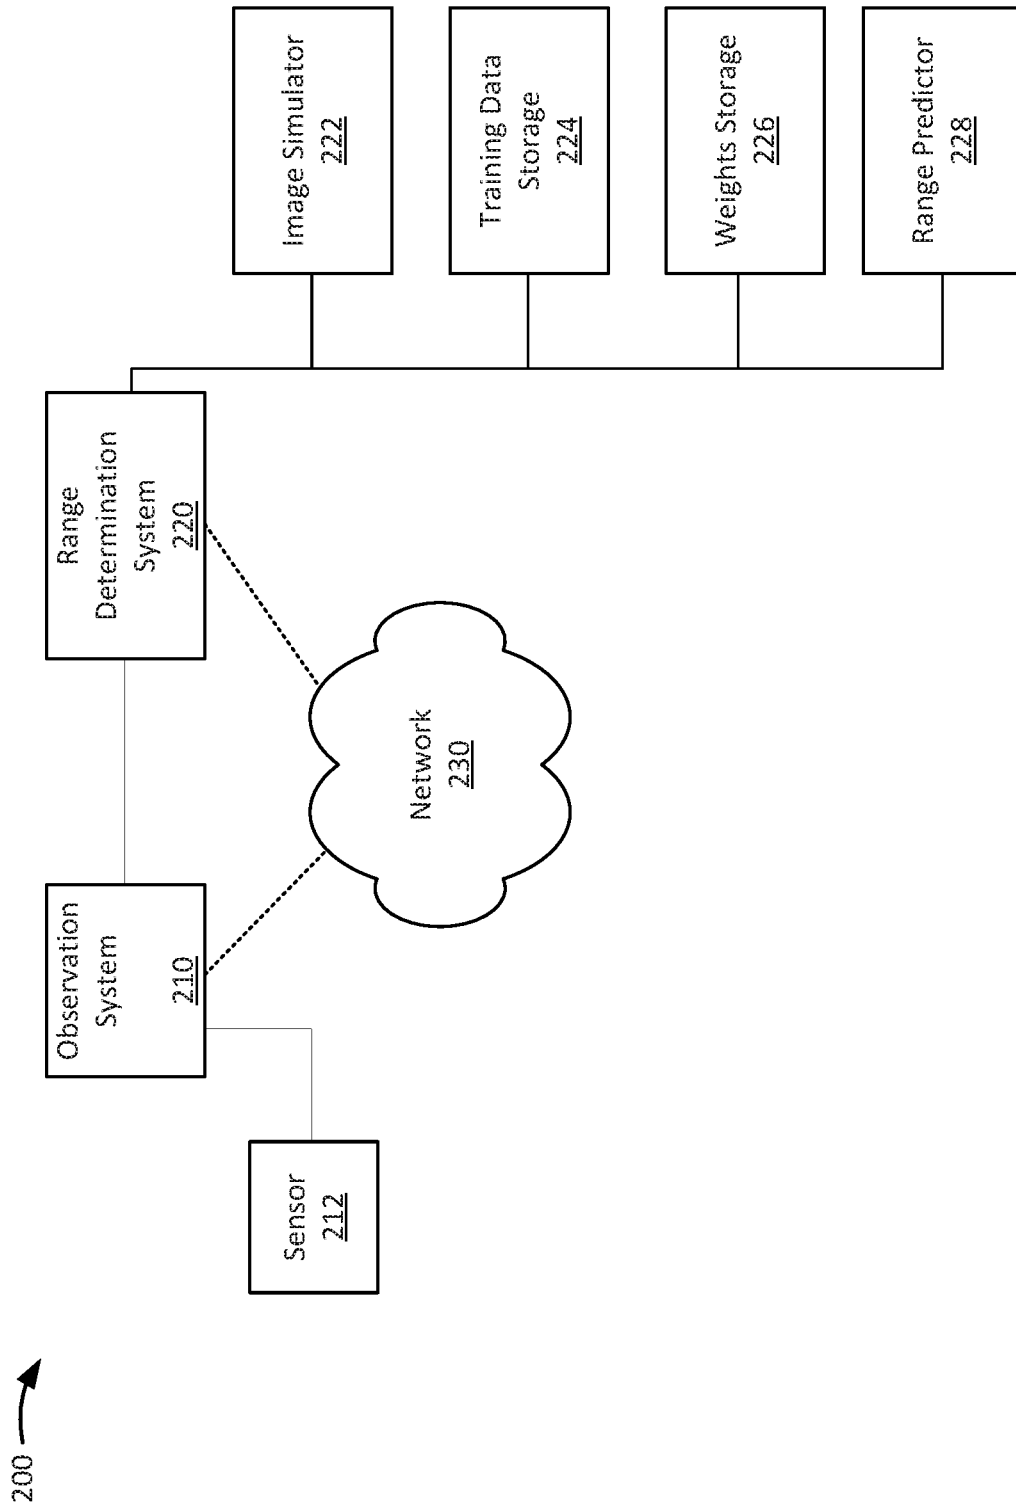 200
Observation
System
210
Range
Determination
System
220
Sensor
212
Network
230
Image Simulator
222
Training Data
Storage
224
Weights Storage
226
Range Predictor
228